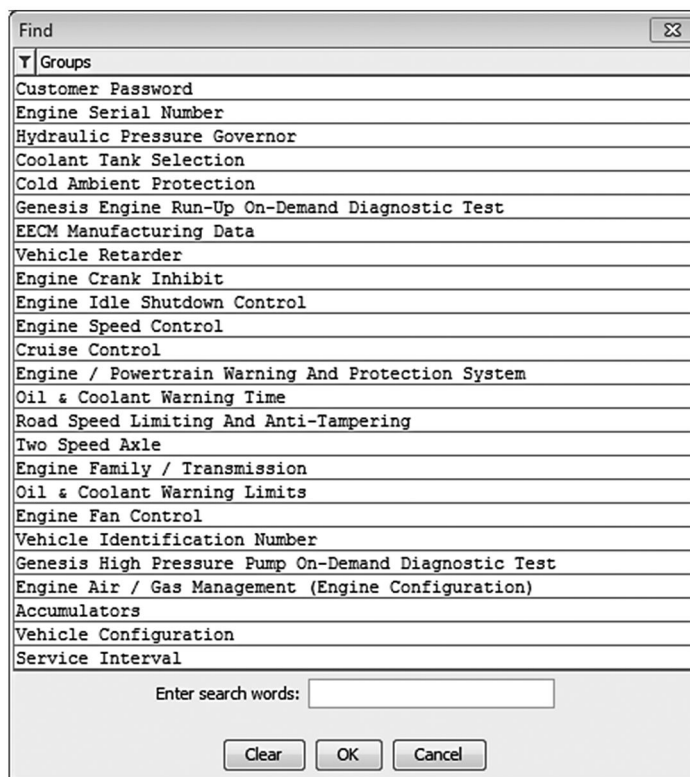 Find
Groups
Customer Password
Engine Serial Number
Hydraulic Pressure Governor
Coolant Tank Selection
Cold Ambient Protection
Genesis Engine Run-Up On-Demand Diagnostic Test
EECM Manufacturing Data
Vehicle Retarder
Engine Crank Inhibit
Engine Idle Shutdown Control
Engine Speed Control
Cruise Control
Engine / Powertrain Warning And Protection System
Oil & Coolant Warning Time
Road Speed Limiting And Anti-Tampering
Two Speed Axle
Engine Family / Transmission
Oil & Coolant Warning Limits
Engine Fan Control
Vehicle Identification Number
Genesis High Pressure Pump On-Demand Diagnostic Test
Engine Air / Gas Management (Engine Configuration)
Accumulators
Vehicle Configuration
Service Interval
Enter search words:
Clear OK Cancel